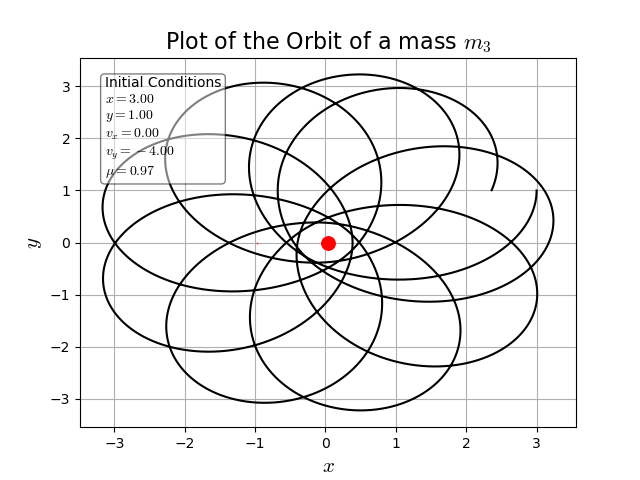 Plot of the Orbit of a mass m₃
Initial Conditions
x = 3.00
y = 1.00
vₓ = 0.00
v_y = −4.00
μ = 0.97
y
3
2
1
0
−1
−2
−3
−3 −2 −1 0 1 2 3
x